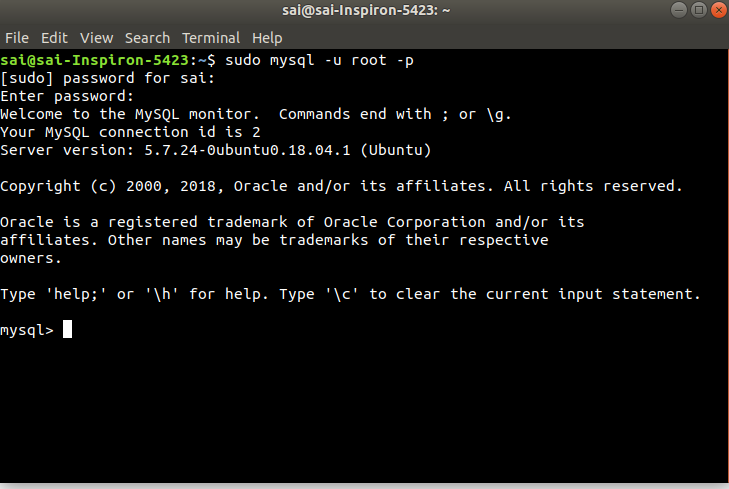 sai@sai-Inspiron-5423: ~
File Edit View Search Terminal Help
sai@sai-Inspiron-5423:~$ sudo mysql -u root -p
[sudo] password for sai:
Enter password:
Welcome to the MySQL monitor.  Commands end with ; or \g.
Your MySQL connection id is 2
Server version: 5.7.24-0ubuntu0.18.04.1 (Ubuntu)
Copyright (c) 2000, 2018, Oracle and/or its affiliates. All rights reserved.
Oracle is a registered trademark of Oracle Corporation and/or its
affiliates. Other names may be trademarks of their respective
owners.
Type 'help;' or '\h' for help. Type '\c' to clear the current input statement.
mysql>